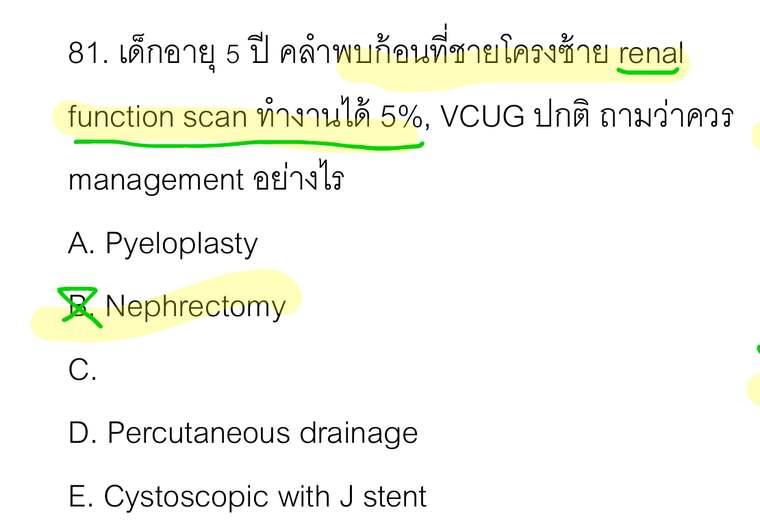 81. เด็กอายุ 5 ปี คลำพบก้อนที่ชายโครงซ้าย renal
function scan ทำงานได้ 5%, VCUG ปกติ ถามว่าควร
management อย่างไร
A. Pyeloplasty
B. Nephrectomy
C.
D. Percutaneous drainage
E. Cystoscopic with J stent